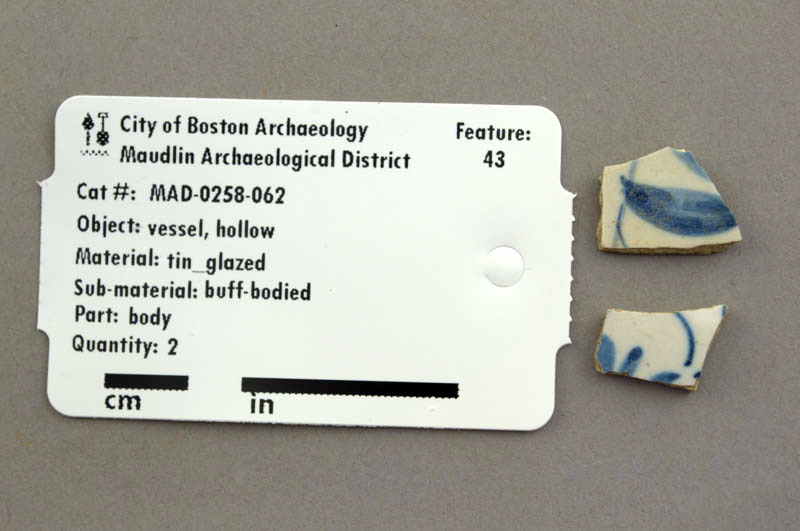 City of Boston Archaeology
Maudlin Archaeological District
Feature:
43
Cat #: MAD-0258-062
Object: vessel, hollow
Material: tin_glazed
Sub-material: buff-bodied
Part: body
Quantity: 2
cm
in